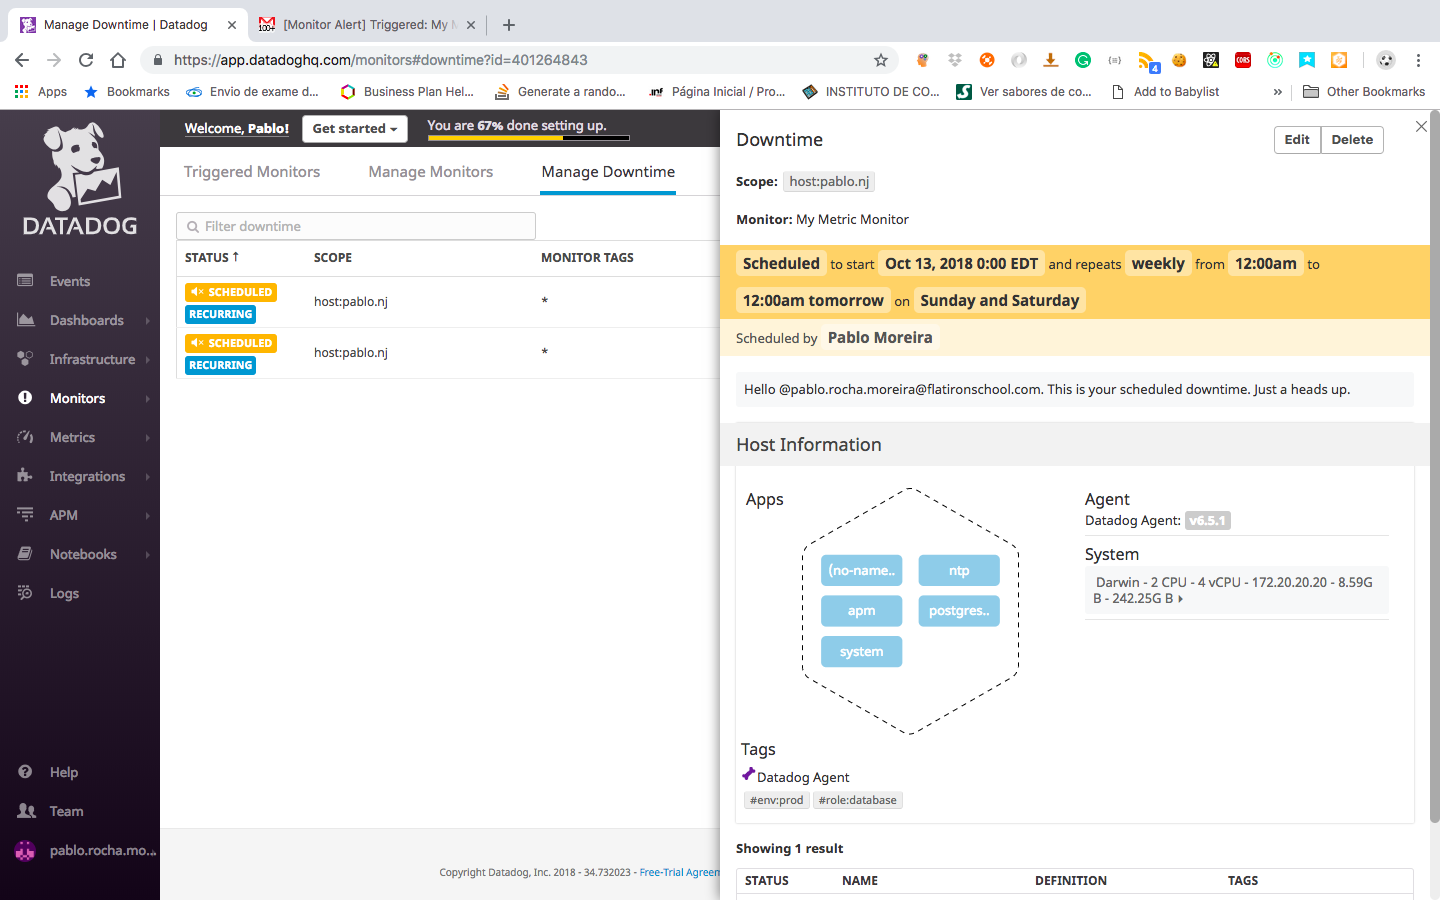 Manage Downtime | Datadog
[Monitor Alert] Triggered: My M
https://app.datadoghq.com/monitors#downtime?id=401264843
Apps
Bookmarks
Envio de exame d...
Business Plan Hel...
Generate a rando...
Página Inicial / Pro...
INSTITUTO DE CO...
Ver sabores de co...
Add to Babylist
»
Other Bookmarks
DATADOG
Events
Dashboards
Infrastructure
Monitors
Metrics
Integrations
APM
Notebooks
Logs
Help
Team
pablo.rocha.mo...
Welcome, Pablo!
Get started
You are 67% done setting up.
Triggered Monitors
Manage Monitors
Manage Downtime
Filter downtime
STATUS ↑ SCOPE MONITOR TAGS
SCHEDULED
RECURRING
host:pablo.nj
*
SCHEDULED
RECURRING
host:pablo.nj
*
Copyright Datadog, Inc. 2018 - 34.732023 - Free-Trial Agreem
Downtime
Edit
Delete
Scope: host:pablo.nj
Monitor: My Metric Monitor
Scheduled to start Oct 13, 2018 0:00 EDT and repeats weekly from 12:00am to
12:00am tomorrow on Sunday and Saturday
Scheduled by Pablo Moreira
Hello @pablo.rocha.moreira@flatironschool.com. This is your scheduled downtime. Just a heads up.
Host Information
Apps
(no-name..
ntp
apm
postgres..
system
Agent
Datadog Agent: v6.5.1
System
Darwin - 2 CPU - 4 vCPU - 172.20.20.20 - 8.59G
B - 242.25G B
Tags
Datadog Agent
#env:prod
#role:database
Showing 1 result
STATUS NAME DEFINITION TAGS